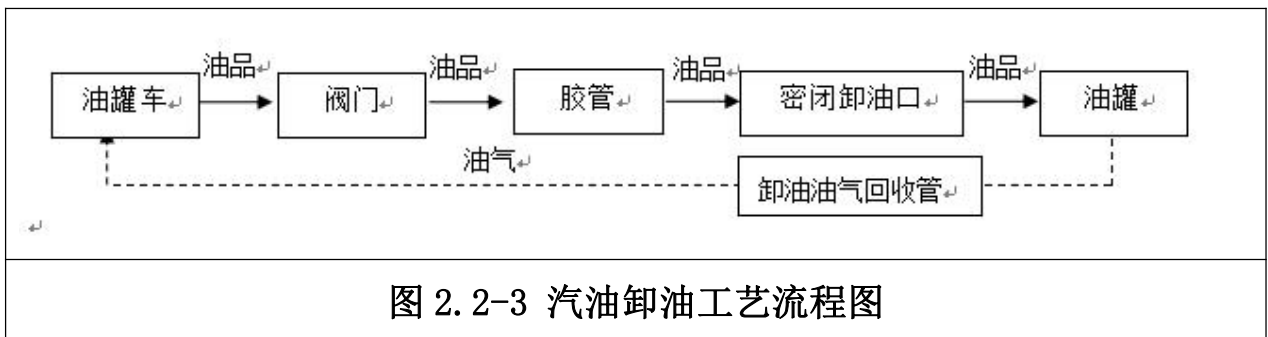 油品 油品 油品 油品
油罐车 阀门 胶管 密闭卸油口 油罐
油气
卸油油气回收管
图 2.2-3 汽油卸油工艺流程图